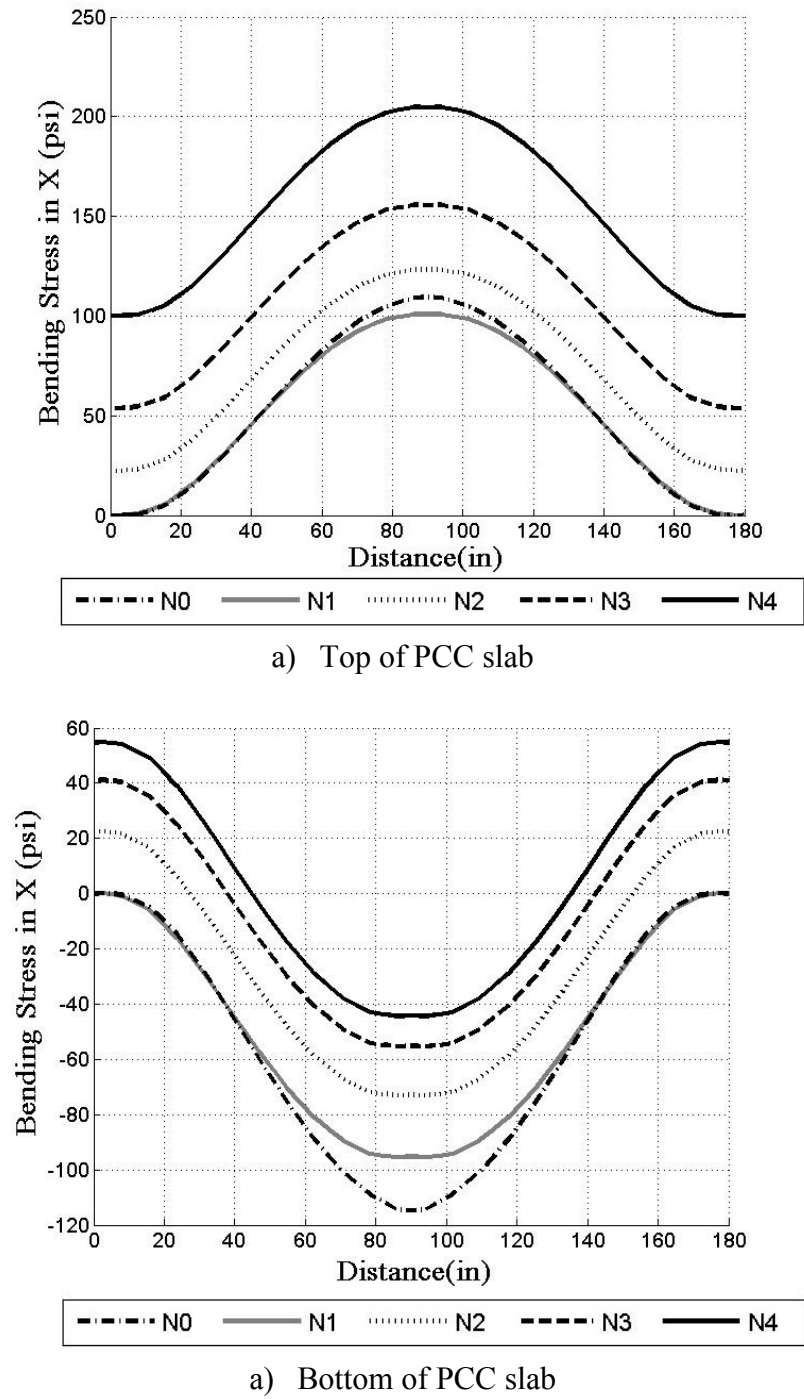 250
200
150
100
50
0
Bending Stress in X (psi)
0 20 40 60 80 100 120 140 160 180
Distance(in)
N0 N1 N2 N3 N4
a) Top of PCC slab
60
40
20
0
-20
-40
-60
-80
-100
-120
Bending Stress in X (psi)
0 20 40 60 80 100 120 140 160 180
Distance(in)
N0 N1 N2 N3 N4
a) Bottom of PCC slab